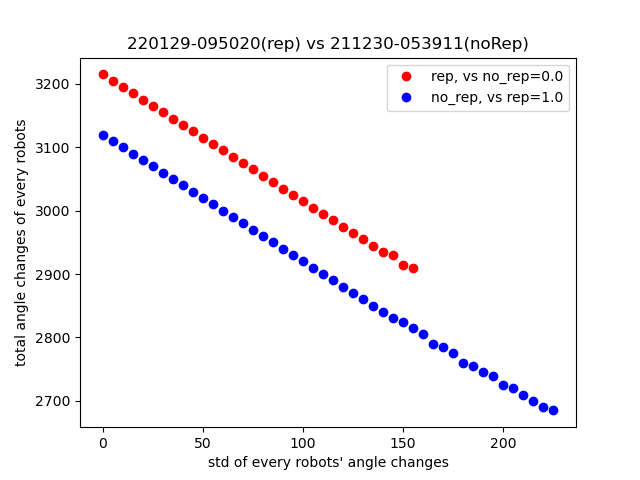 220129-095020(rep) vs 211230-053911(noRep)
rep, vs no_rep=0.0
no_rep, vs rep=1.0
total angle changes of every robots
3200
3100
3000
2900
2800
2700
0 50 100 150 200
std of every robots' angle changes